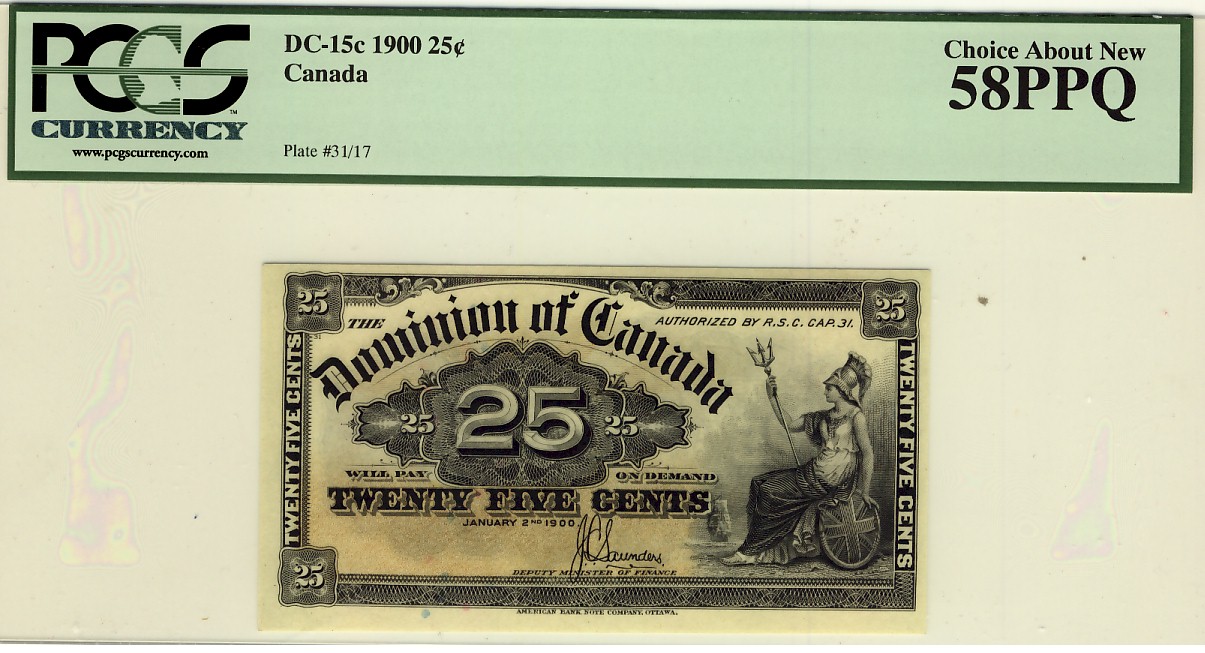 PCGS
CURRENCY
www.pcgscurrency.com
DC-15c 1900 25¢
Canada
Plate #31/17
Choice About New
58PPQ
25
25
THE
Dominion of Canada
AUTHORIZED BY R.S.C. CAP. 31.
31
TWENTY FIVE CENTS
TWENTY FIVE CENTS
25
25
25
WILL PAY
ON DEMAND
TWENTY FIVE CENTS
JANUARY 2ND 1900.
J C Saunders
DEPUTY MINISTER OF FINANCE
25
AMERICAN BANK NOTE COMPANY, OTTAWA.